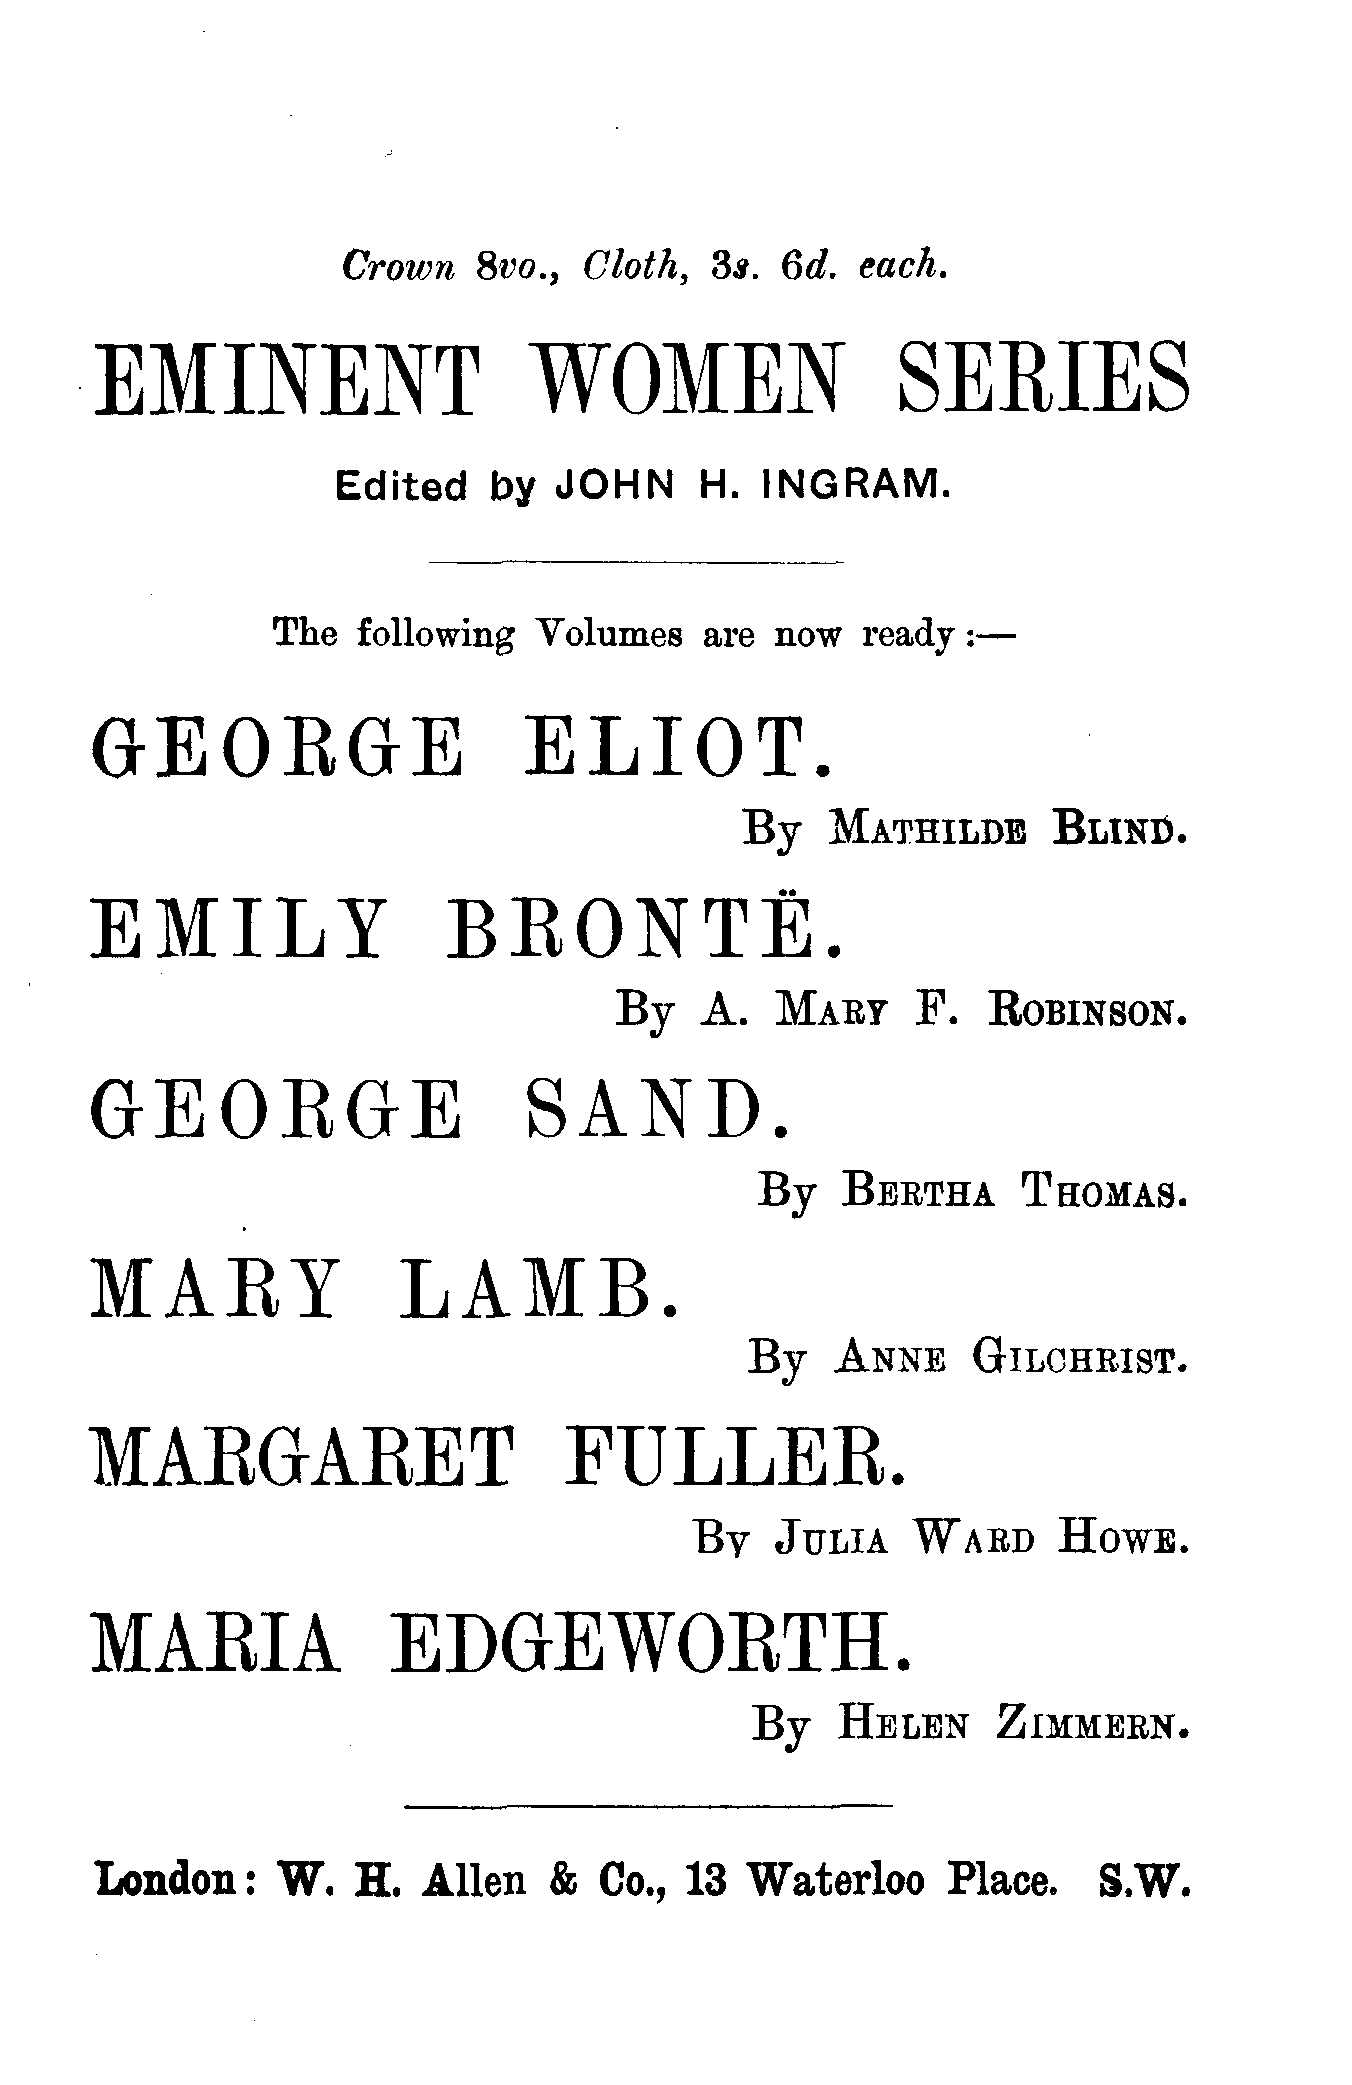 Crown 8vo., Cloth, 3s. 6d. each.
EMINENT WOMEN SERIES
Edited by JOHN H. INGRAM.
The following Volumes are now ready:—
GEORGE ELIOT.
By MATHILDE BLIND.
EMILY BRONTË.
By A. MARY F. ROBINSON.
GEORGE SAND.
By BERTHA THOMAS.
MARY LAMB.
By ANNE GILCHRIST.
MARGARET FULLER.
By JULIA WARD HOWE.
MARIA EDGEWORTH.
By HELEN ZIMMERN.
London: W. H. Allen & Co., 13 Waterloo Place. S.W.